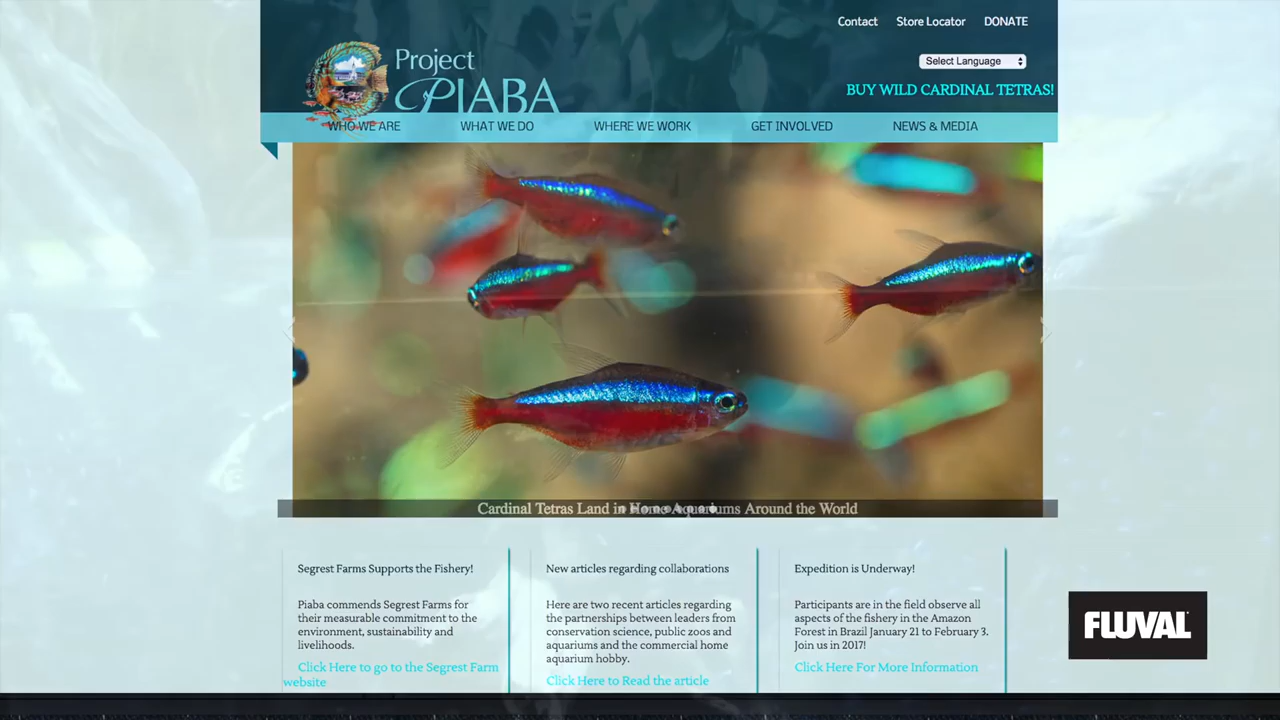 Contact Store Locator DONATE
Select Language
BUY WILD CARDINAL TETRAS!
Project
PIABA
WHO WE ARE WHAT WE DO WHERE WE WORK GET INVOLVED NEWS & MEDIA
Cardinal Tetras Land in Home Aquariums Around the World
Segrest Farms Supports the Fishery!
Piaba commends Segrest Farms for
their measurable commitment to the
environment, sustainability and
livelihoods.
Click Here to go to the Segrest Farm
website
New articles regarding collaborations
Here are two recent articles regarding
the partnerships between leaders from
conservation science, public zoos and
aquariums and the commercial home
aquarium hobby.
Click Here to Read the article
Expedition is Underway!
Participants are in the field observe all
aspects of the fishery in the Amazon
Forest in Brazil January 21 to February 3.
Join us in 2017!
Click Here For More Information
FLUVAL